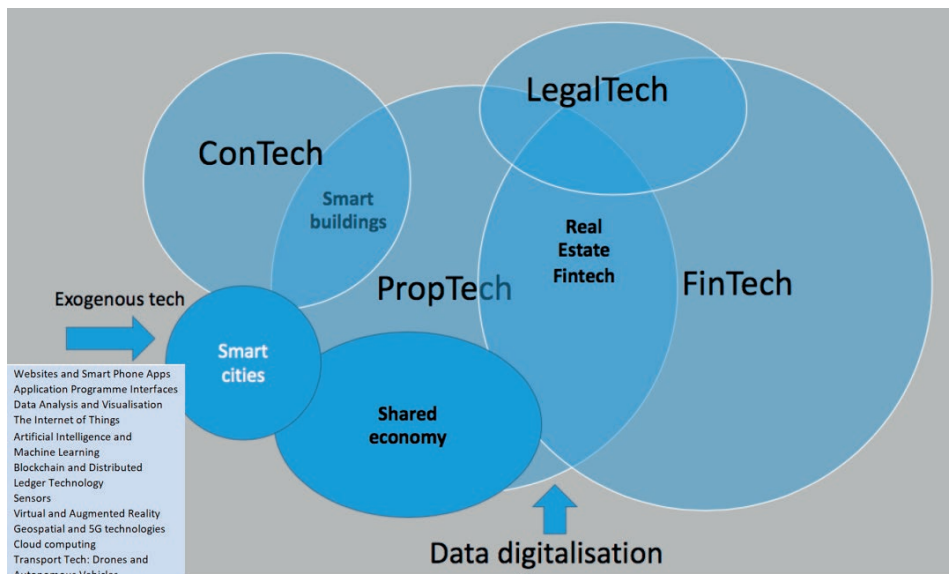 LegalTech
ConTech
Smart
buildings
Real
Estate
Fintech
PropTech
FinTech
Exogenous tech
Smart
cities
Shared
economy
Websites and Smart Phone Apps
Application Programme Interfaces
Data Analysis and Visualisation
The Internet of Things
Artificial Intelligence and
Machine Learning
Blockchain and Distributed
Ledger Technology
Sensors
Virtual and Augmented Reality
Geospatial and 5G technologies
Cloud computing
Transport Tech: Drones and
Autonomous Vehicles
Data digitalisation